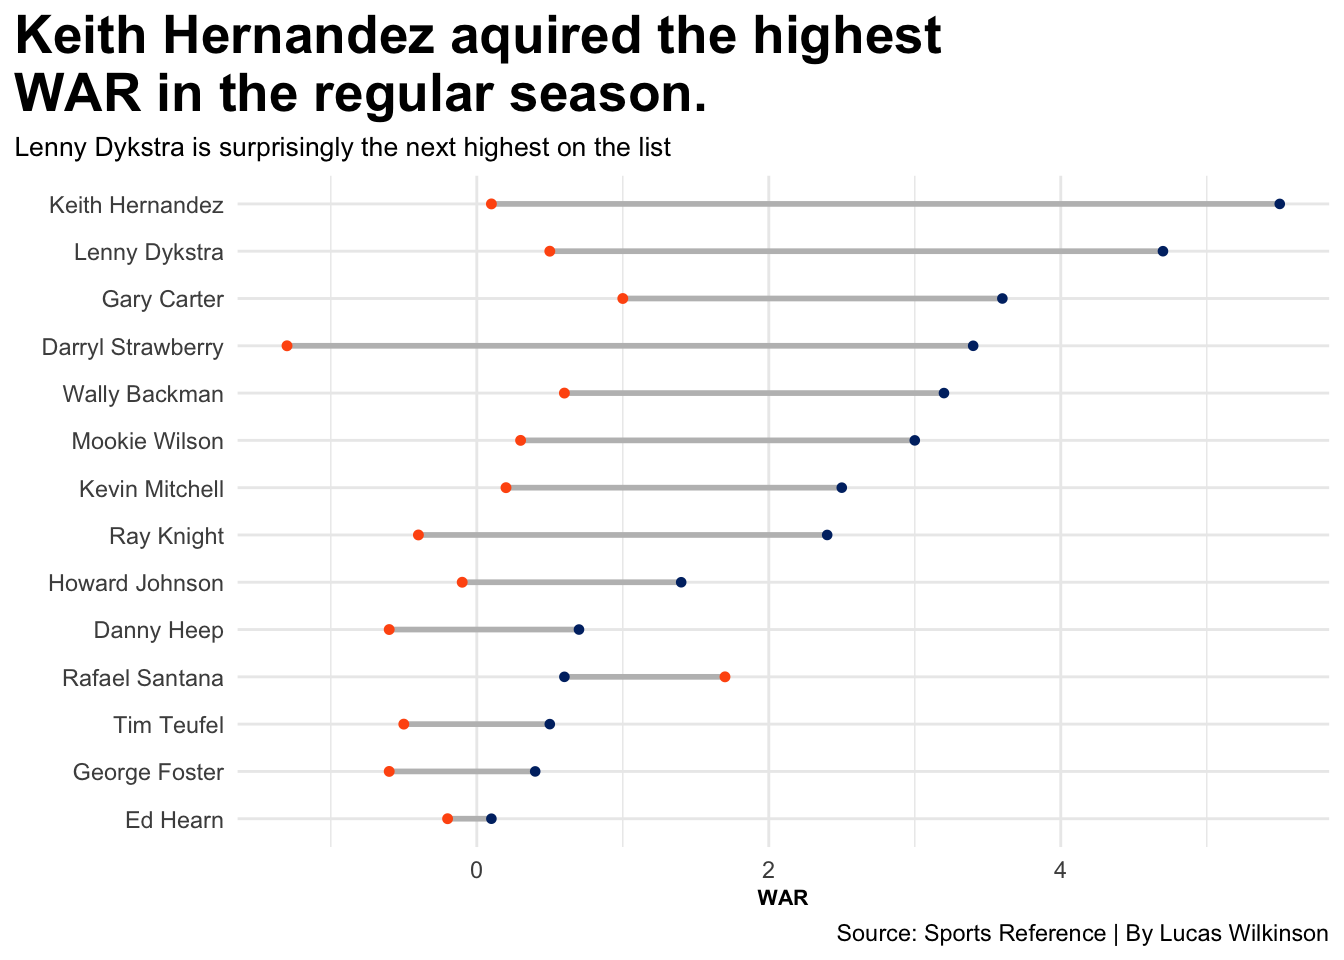 Keith Hernandez aquired the highest
WAR in the regular season.
Lenny Dykstra is surprisingly the next highest on the list
Keith Hernandez
Lenny Dykstra
Gary Carter
Darryl Strawberry
Wally Backman
Mookie Wilson
Kevin Mitchell
Ray Knight
Howard Johnson
Danny Heep
Rafael Santana
Tim Teufel
George Foster
Ed Hearn
0 2 4
WAR
Source: Sports Reference | By Lucas Wilkinson